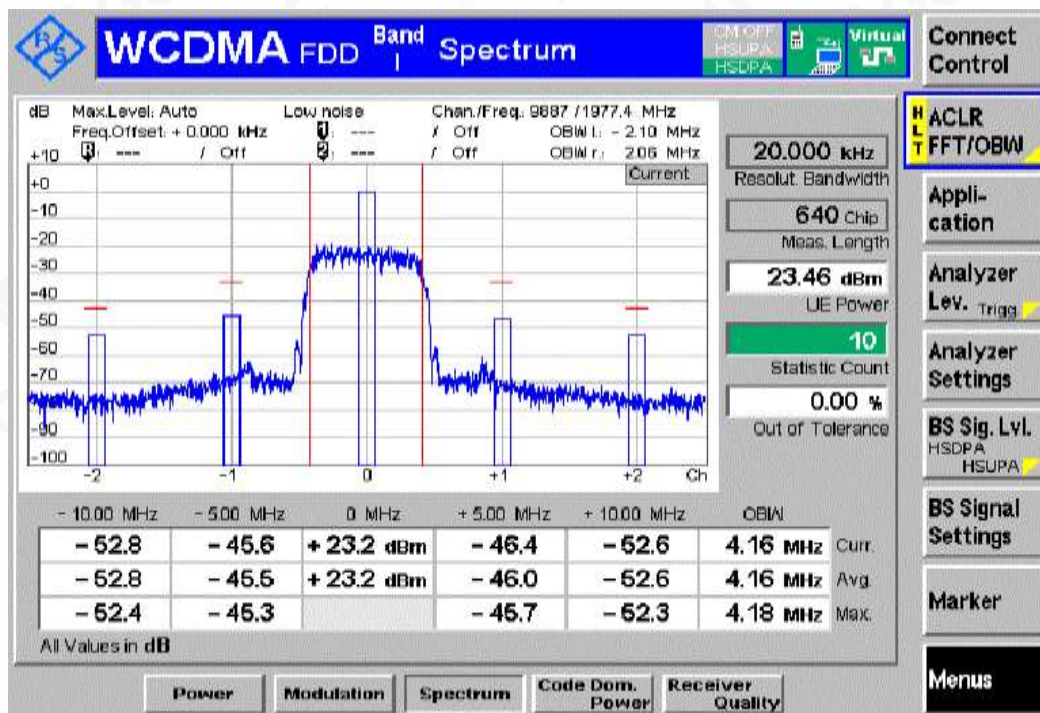 WCDMA FDD Band I Spectrum
CM OFF
HSUPA
HSDPA
Virtual
Connect Control
dB Max.Level: Auto Low noise Chan./Freq.: 9887 / 1977.4 MHz
Freq.Offset: + 0.000 kHz 1: --- / Off OBW l.: - 2.10 MHz
R: --- / Off 2: --- / Off OBW r.: 2.06 MHz
+10
+0
-10
-20
-30
-40
-50
-60
-70
-90
-100
Current
-2 -1 0 +1 +2 Ch
20.000 kHz
Resolut. Bandwidth
640 Chip
Meas. Length
23.46 dBm
UE Power
10
Statistic Count
0.00 %
Out of Tolerance
- 10.00 MHz - 5.00 MHz 0 MHz + 5.00 MHz + 10.00 MHz OBW
- 52.8 - 45.6 + 23.2 dBm - 46.4 - 52.6 4.16 MHz Curr.
- 52.8 - 45.5 + 23.2 dBm - 46.0 - 52.6 4.16 MHz Avg.
- 52.4 - 45.3 - 45.7 - 52.3 4.18 MHz Max.
All Values in dB
HLT
ACLR
FFT/OBW
Appli-
cation
Analyzer
Lev. Trigg.
Analyzer
Settings
BS Sig. Lvl.
HSDPA
HSUPA
BS Signal
Settings
Marker
Menus
Power Modulation Spectrum Code Dom. Power Receiver Quality